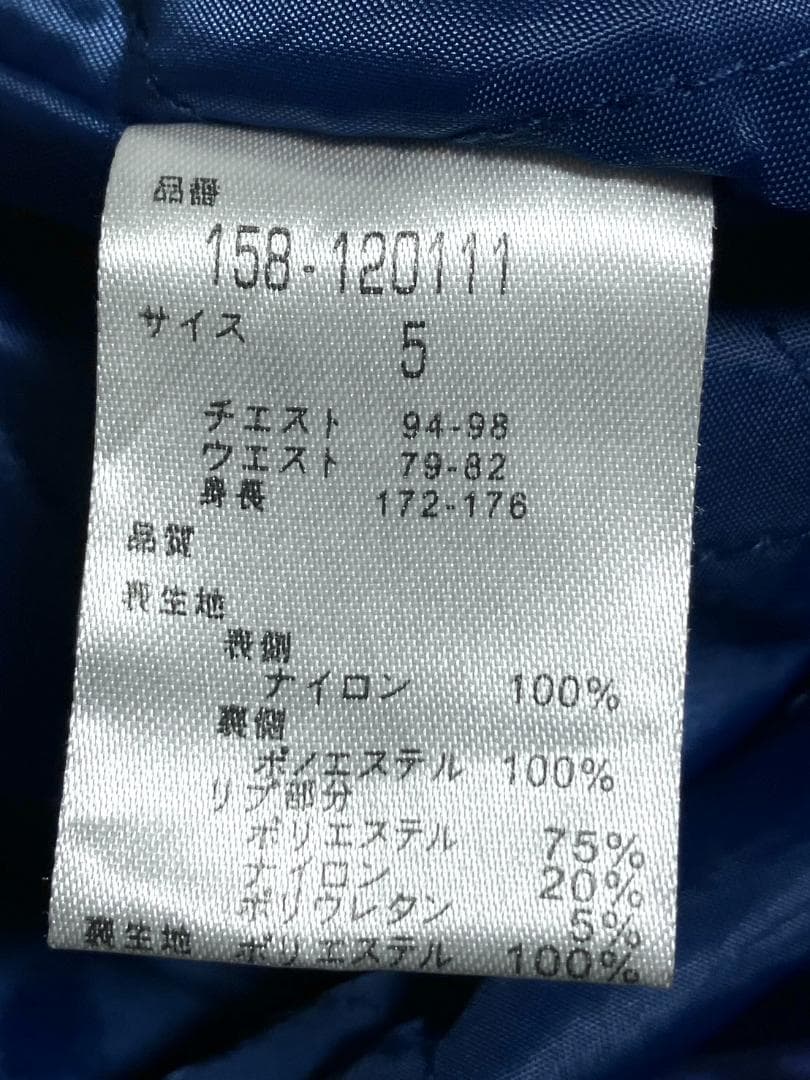 品番
158-120111
サイズ 5
チエスト 94-98
ウエスト 79-82
身長 172-176
品質
表生地
表側
ナイロン 100%
裏側
ポリエステル 100%
リブ部分
ポリエステル 75%
ナイロン 20%
ポリウレタン 5%
裏生地 ポリエステル 100%